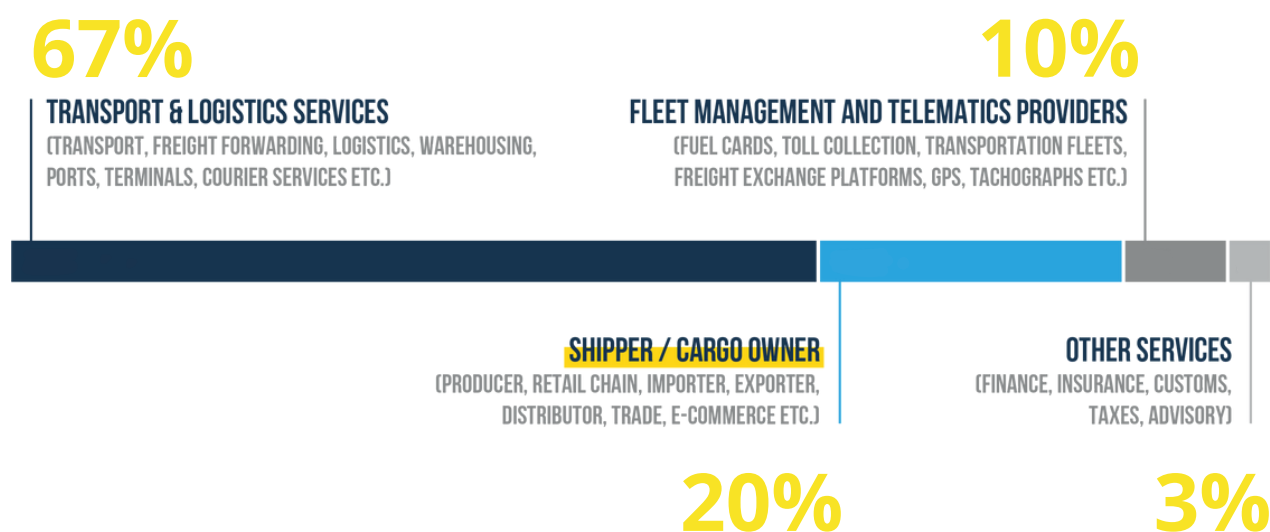 67%
TRANSPORT & LOGISTICS SERVICES
(TRANSPORT, FREIGHT FORWARDING, LOGISTICS, WAREHOUSING,
PORTS, TERMINALS, COURIER SERVICES ETC.)
10%
FLEET MANAGEMENT AND TELEMATICS PROVIDERS
(FUEL CARDS, TOLL COLLECTION, TRANSPORTATION FLEETS,
FREIGHT EXCHANGE PLATFORMS, GPS, TACHOGRAPHS ETC.)
SHIPPER / CARGO OWNER
(PRODUCER, RETAIL CHAIN, IMPORTER, EXPORTER,
DISTRIBUTOR, TRADE, E-COMMERCE ETC.)
20%
OTHER SERVICES
(FINANCE, INSURANCE, CUSTOMS,
TAXES, ADVISORY)
3%